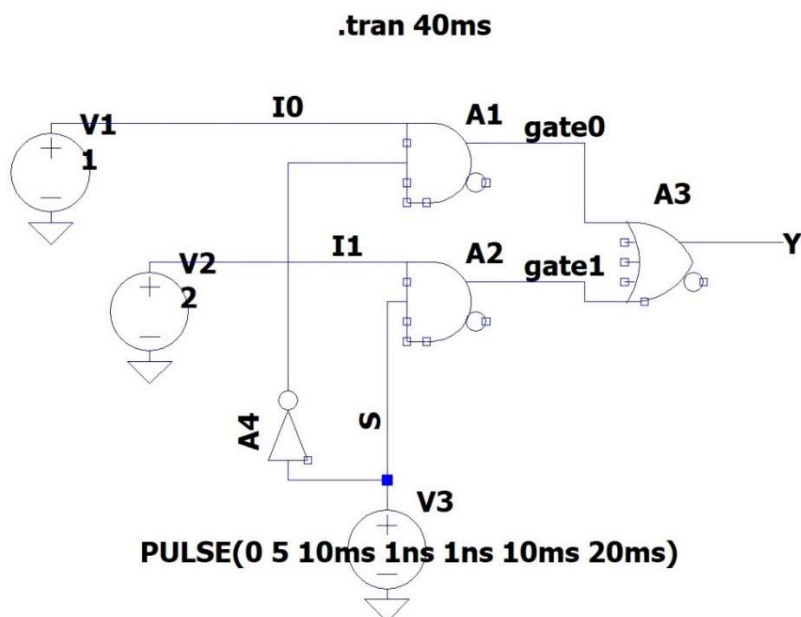 .tran 40ms
I0
V1
1
A1
gate0
A3
Y
I1
V2
2
A2
gate1
A4
S
V3
PULSE(0 5 10ms 1ns 1ns 10ms 20ms)